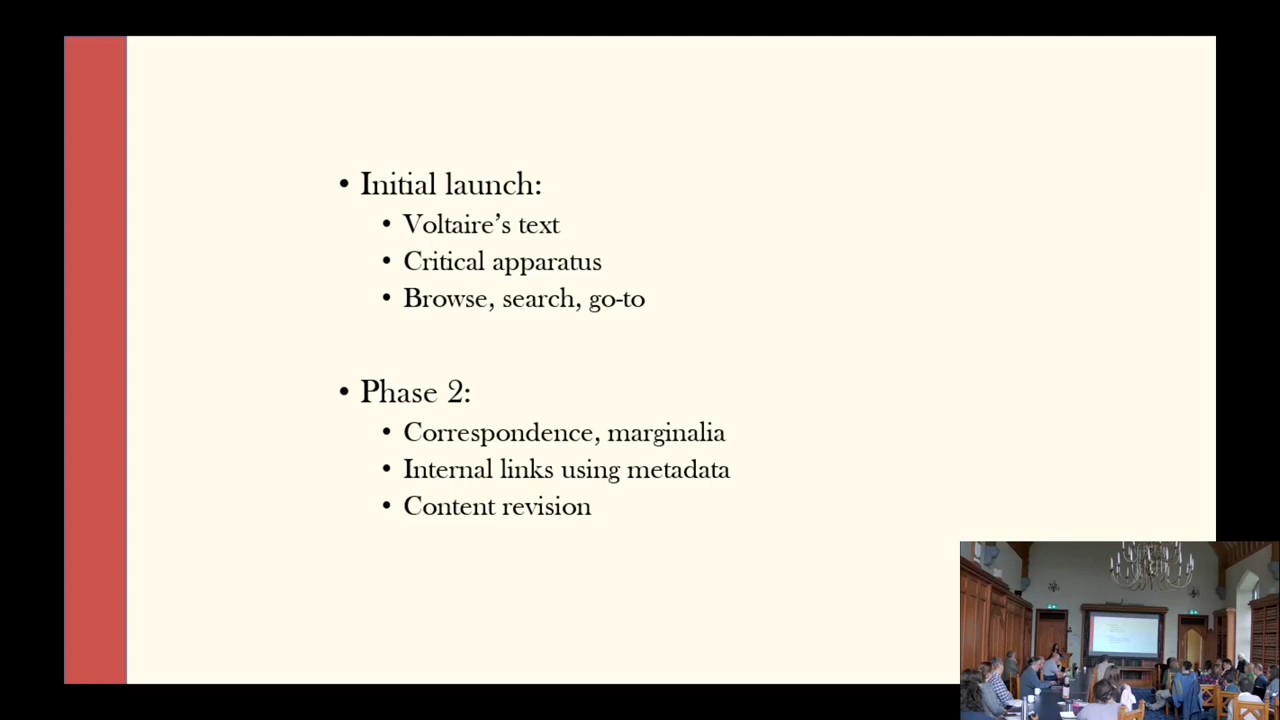 • Initial launch:
• Voltaire’s text
• Critical apparatus
• Browse, search, go-to
• Phase 2:
• Correspondence, marginalia
• Internal links using metadata
• Content revision